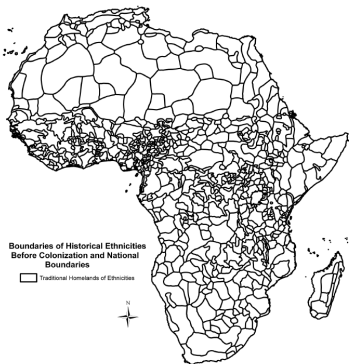 Boundaries of Historical Ethnicities
Before Colonization and National
Boundaries
Traditional Homelands of Ethnicities
N